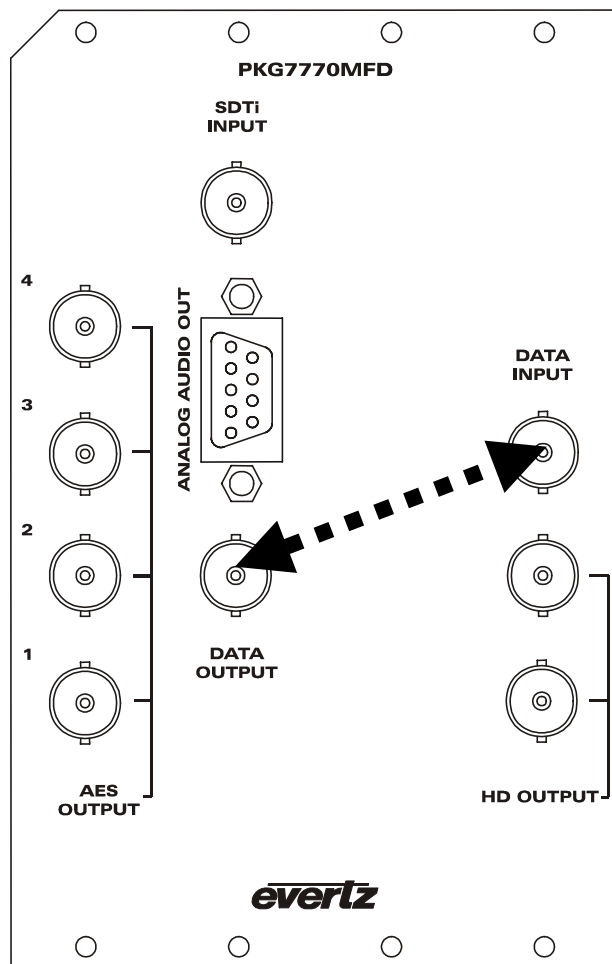 PKG7770MFD
SDTi
INPUT
4
3
2
1
ANALOG AUDIO OUT
DATA
INPUT
DATA
OUTPUT
AES
OUTPUT
HD OUTPUT
evertz